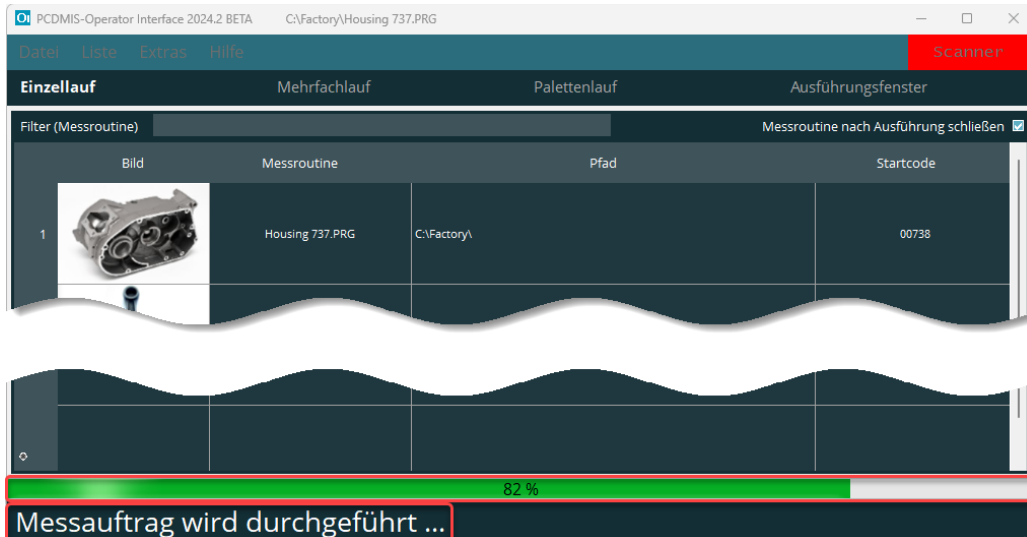 OI PCDMIS-Operator Interface 2024.2 BETA C:\Factory\Housing 737.PRG
Datei Liste Extras Hilfe Scanner
Einzellauf Mehrfachlauf Palettenlauf Ausführungsfenster
Filter (Messroutine) Messroutine nach Ausführung schließen
Bild Messroutine Pfad Startcode
1 Housing 737.PRG C:\Factory\ 00738
82 %
Messauftrag wird durchgeführt ...